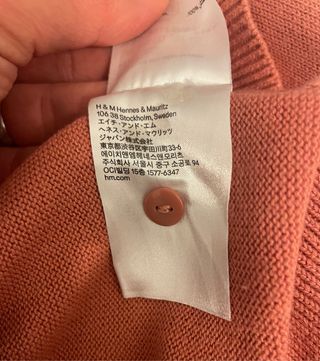 H & M Hennes & Mauritz
106 38 Stockholm, Sweden
エイチ・アンド・エム
ヘネス・アンド・マウリッツ
ジャパン株式会社
東京都渋谷区宇田川町33-6
에이치앤엠헤네스앤모리츠
주소: 서울시 중구 소공로 94
OCI빌딩 15층 1577-6347
hm.com